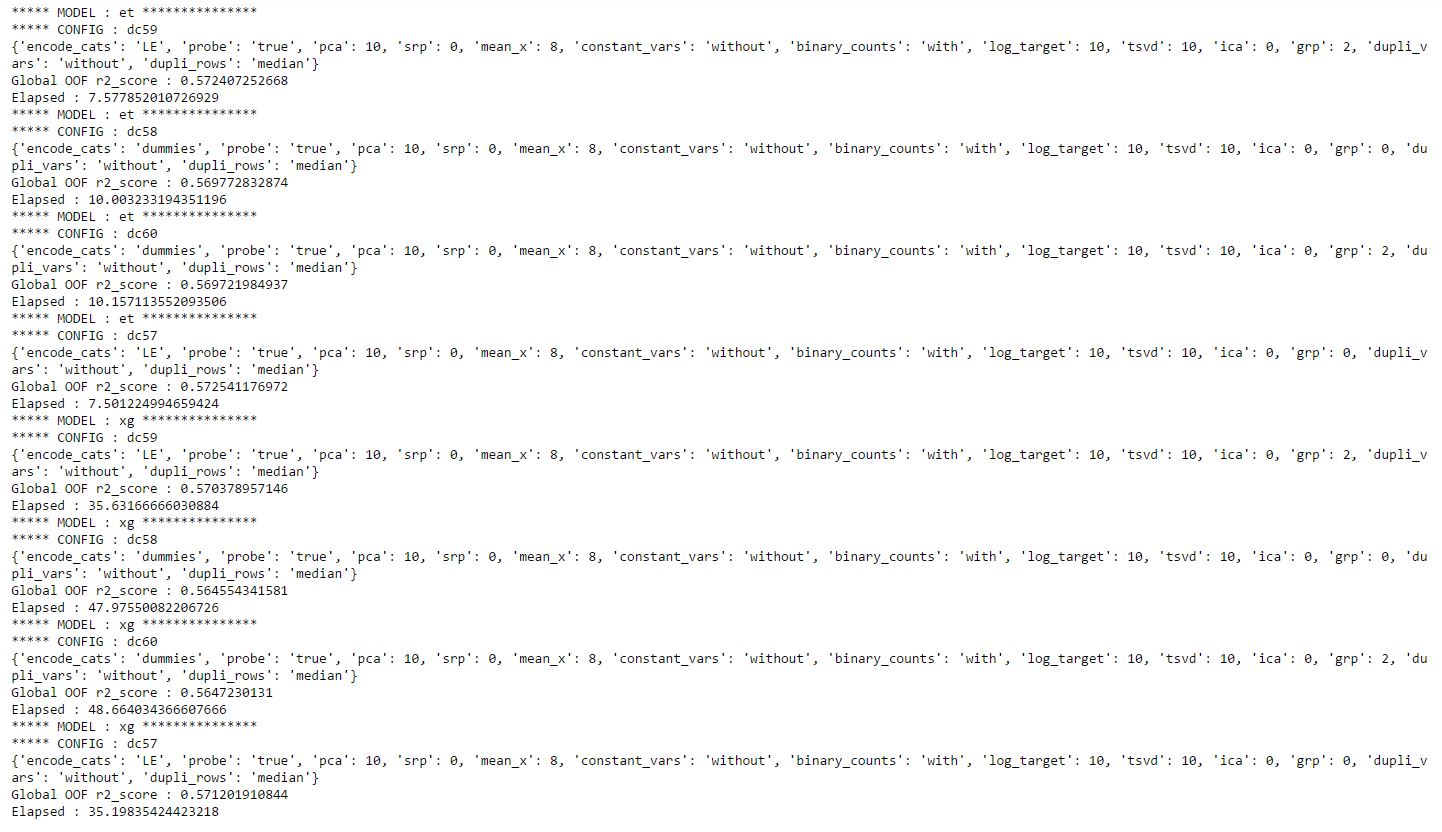 ***** MODEL : et ***************
***** CONFIG : dc59
{'encode_cats': 'LE', 'probe': 'true', 'pca': 10, 'srp': 0, 'mean_x': 8, 'constant_vars': 'without', 'binary_counts': 'with', 'log_target': 10, 'tsvd': 10, 'ica': 0, 'grp': 2, 'dupli_v
ars': 'without', 'dupli_rows': 'median'}
Global OOF r2_score : 0.572407252668
Elapsed : 7.577852010726929
***** MODEL : et ***************
***** CONFIG : dc58
{'encode_cats': 'dummies', 'probe': 'true', 'pca': 10, 'srp': 0, 'mean_x': 8, 'constant_vars': 'without', 'binary_counts': 'with', 'log_target': 10, 'tsvd': 10, 'ica': 0, 'grp': 0, 'du
pli_vars': 'without', 'dupli_rows': 'median'}
Global OOF r2_score : 0.569772832874
Elapsed : 10.003233194351196
***** MODEL : et ***************
***** CONFIG : dc60
{'encode_cats': 'dummies', 'probe': 'true', 'pca': 10, 'srp': 0, 'mean_x': 8, 'constant_vars': 'without', 'binary_counts': 'with', 'log_target': 10, 'tsvd': 10, 'ica': 0, 'grp': 2, 'du
pli_vars': 'without', 'dupli_rows': 'median'}
Global OOF r2_score : 0.569721984937
Elapsed : 10.157113552093506
***** MODEL : et ***************
***** CONFIG : dc57
{'encode_cats': 'LE', 'probe': 'true', 'pca': 10, 'srp': 0, 'mean_x': 8, 'constant_vars': 'without', 'binary_counts': 'with', 'log_target': 10, 'tsvd': 10, 'ica': 0, 'grp': 0, 'dupli_v
ars': 'without', 'dupli_rows': 'median'}
Global OOF r2_score : 0.572541176972
Elapsed : 7.501224994659424
***** MODEL : xg ***************
***** CONFIG : dc59
{'encode_cats': 'LE', 'probe': 'true', 'pca': 10, 'srp': 0, 'mean_x': 8, 'constant_vars': 'without', 'binary_counts': 'with', 'log_target': 10, 'tsvd': 10, 'ica': 0, 'grp': 2, 'dupli_v
ars': 'without', 'dupli_rows': 'median'}
Global OOF r2_score : 0.570378957146
Elapsed : 35.63166666030884
***** MODEL : xg ***************
***** CONFIG : dc58
{'encode_cats': 'dummies', 'probe': 'true', 'pca': 10, 'srp': 0, 'mean_x': 8, 'constant_vars': 'without', 'binary_counts': 'with', 'log_target': 10, 'tsvd': 10, 'ica': 0, 'grp': 0, 'du
pli_vars': 'without', 'dupli_rows': 'median'}
Global OOF r2_score : 0.564554341581
Elapsed : 47.97550082206726
***** MODEL : xg ***************
***** CONFIG : dc60
{'encode_cats': 'dummies', 'probe': 'true', 'pca': 10, 'srp': 0, 'mean_x': 8, 'constant_vars': 'without', 'binary_counts': 'with', 'log_target': 10, 'tsvd': 10, 'ica': 0, 'grp': 2, 'du
pli_vars': 'without', 'dupli_rows': 'median'}
Global OOF r2_score : 0.5647230131
Elapsed : 48.664034366607666
***** MODEL : xg ***************
***** CONFIG : dc57
{'encode_cats': 'LE', 'probe': 'true', 'pca': 10, 'srp': 0, 'mean_x': 8, 'constant_vars': 'without', 'binary_counts': 'with', 'log_target': 10, 'tsvd': 10, 'ica': 0, 'grp': 0, 'dupli_v
ars': 'without', 'dupli_rows': 'median'}
Global OOF r2_score : 0.571201910844
Elapsed : 35.19835424423218